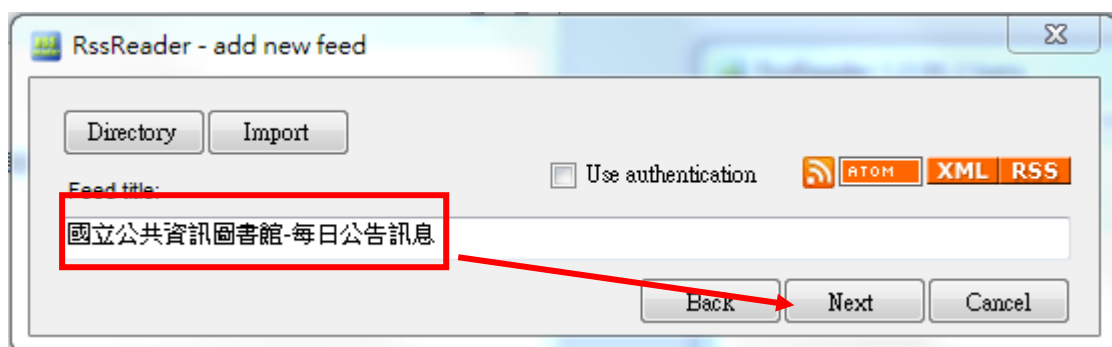 RssReader - add new feed
Directory Import
Use authentication ATOM XML RSS
Feed title:
國立公共資訊圖書館-每日公告訊息
Back Next Cancel